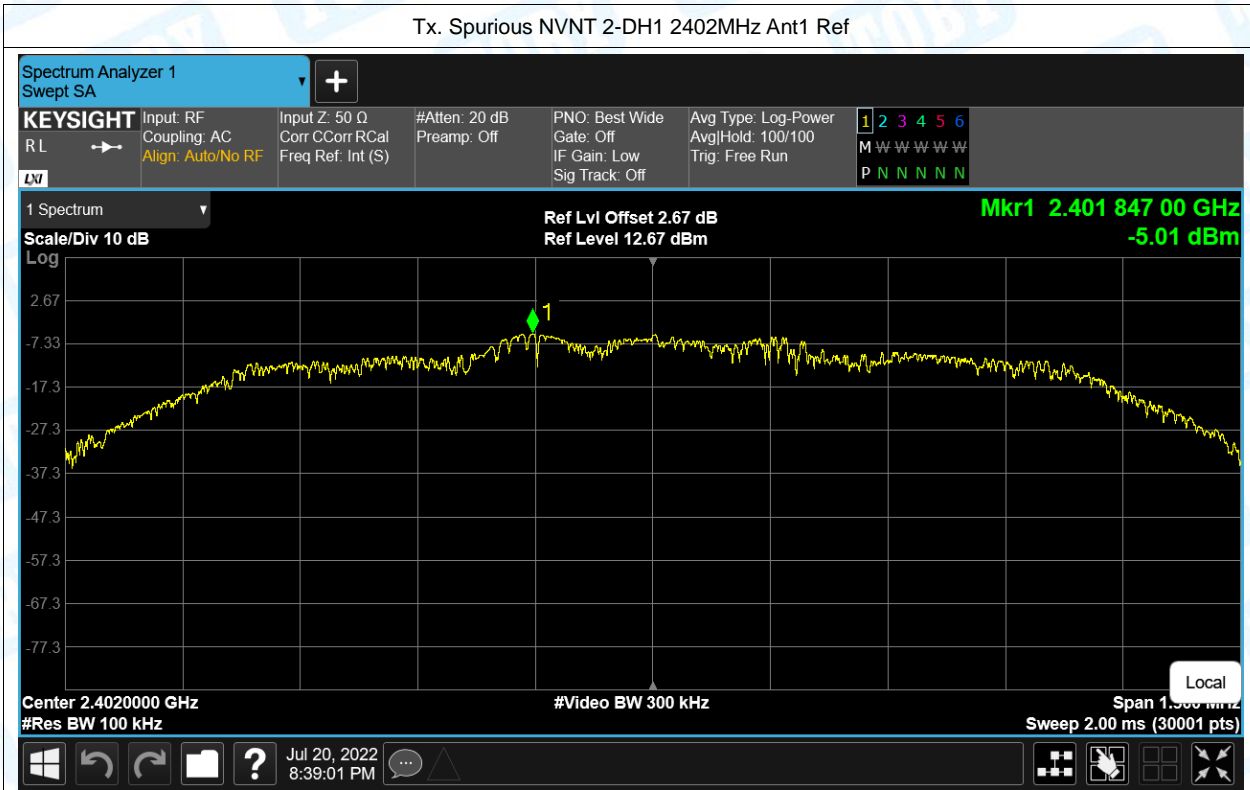 Tx. Spurious NVNT 2-DH1 2402MHz Ant1 Ref
Spectrum Analyzer 1
Swept SA
KEYSIGHT
RL
LXI
Input: RF
Coupling: AC
Align: Auto/No RF
Input Z: 50 Ω
Corr CCorr RCal
Freq Ref: Int (S)
#Atten: 20 dB
Preamp: Off
PNO: Best Wide
Gate: Off
IF Gain: Low
Sig Track: Off
Avg Type: Log-Power
Avg|Hold: 100/100
Trig: Free Run
1 2 3 4 5 6
M W W W W W
P N N N N N
1 Spectrum
Scale/Div 10 dB
Log
Ref Lvl Offset 2.67 dB
Ref Level 12.67 dBm
Mkr1 2.401 847 00 GHz
-5.01 dBm
1
2.67
-7.33
-17.3
-27.3
-37.3
-47.3
-57.3
-67.3
-77.3
Local
Center 2.4020000 GHz
#Video BW 300 kHz
Span
#Res BW 100 kHz
Sweep 2.00 ms (30001 pts)
?
Jul 20, 2022
8:39:01 PM